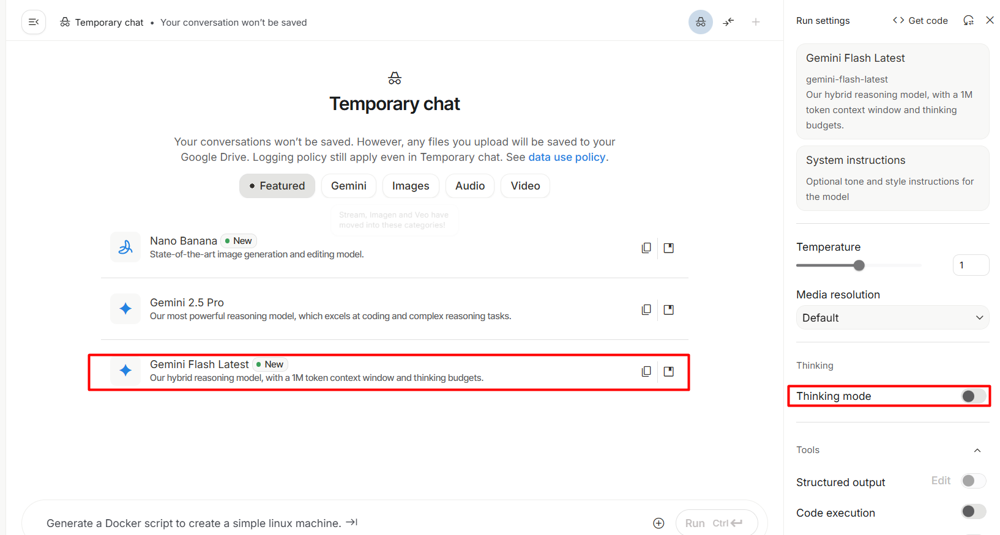 Temporary chat • Your conversation won’t be saved
Temporary chat
Your conversations won’t be saved. However, any files you upload will be saved to your
Google Drive. Logging policy still apply even in Temporary chat. See data use policy.
Featured
Gemini
Images
Audio
Video
Stream, Imagen and Veo have
moved into these categories!
Nano Banana New
State-of-the-art image generation and editing model.
Gemini 2.5 Pro
Our most powerful reasoning model, which excels at coding and complex reasoning tasks.
Gemini Flash Latest New
Our hybrid reasoning model, with a 1M token context window and thinking budgets.
Generate a Docker script to create a simple linux machine.
Run Ctrl
Run settings
Get code
Gemini Flash Latest
gemini-flash-latest
Our hybrid reasoning model, with a 1M
token context window and thinking
budgets.
System instructions
Optional tone and style instructions for
the model
Temperature
1
Media resolution
Default
Thinking
Thinking mode
Tools
Structured output Edit
Code execution